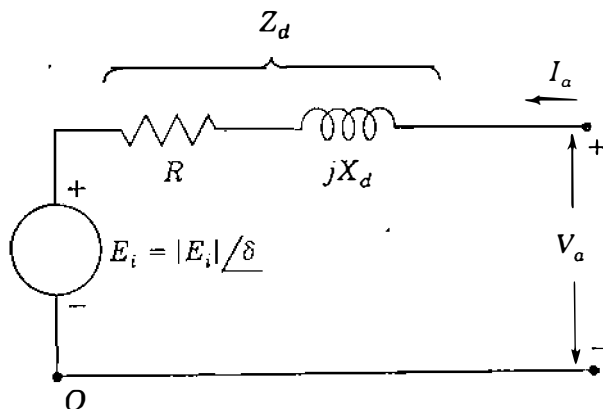 Z_d
I_a
R
jX_d
+
+
E_i = |E_i| /δ
V_a
-
-
O